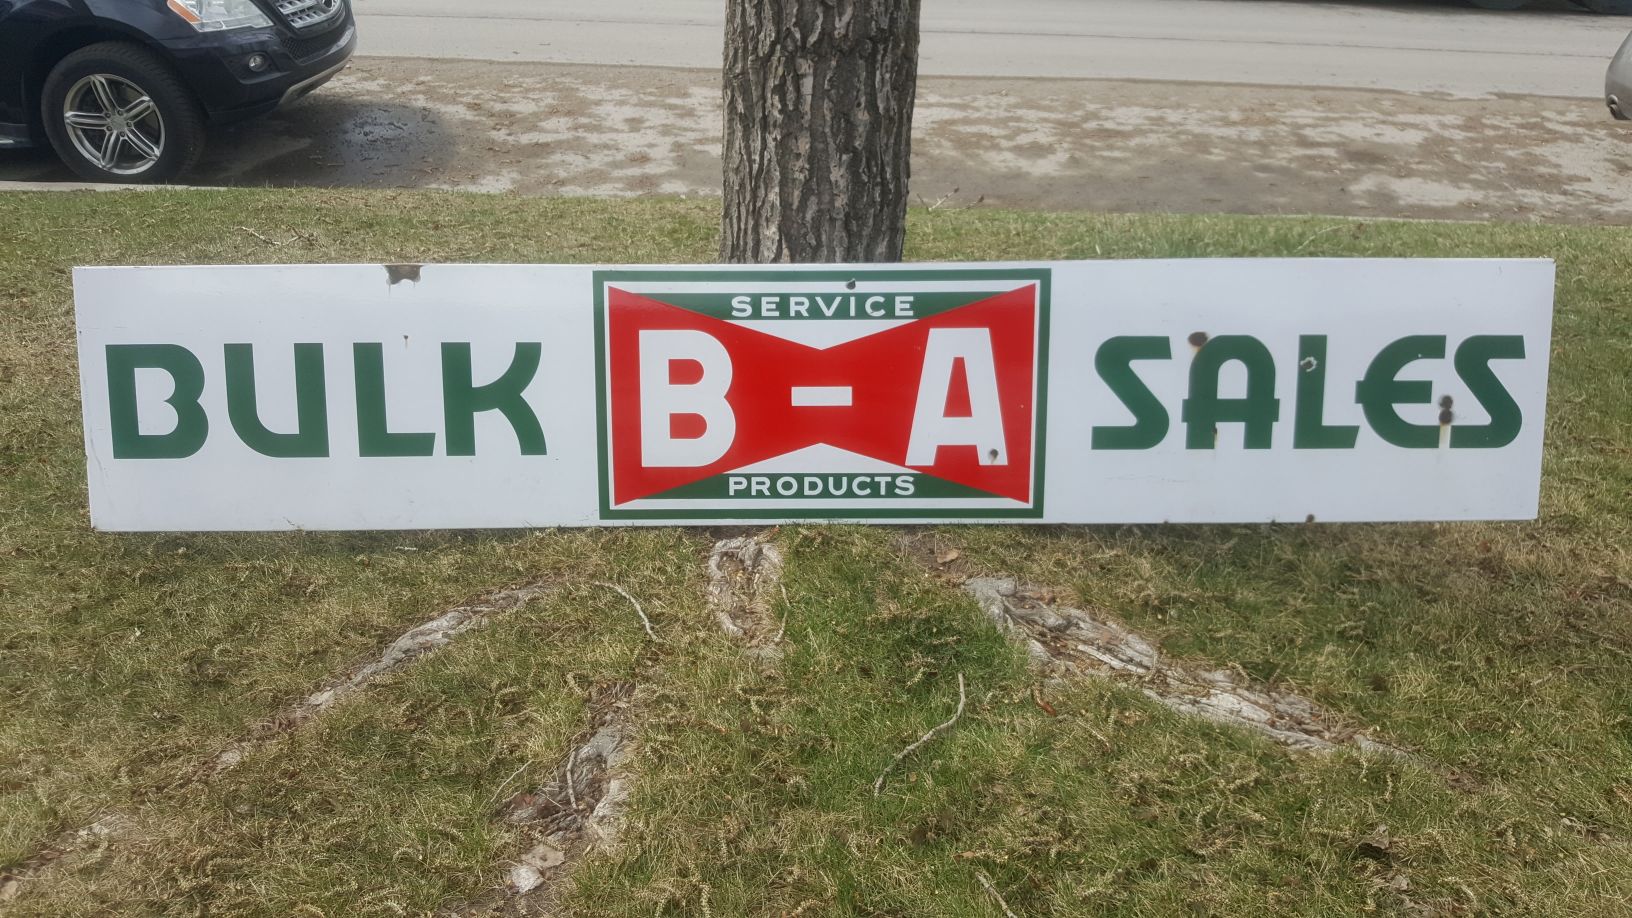 BULK
SERVICE
B-A
PRODUCTS
SALES